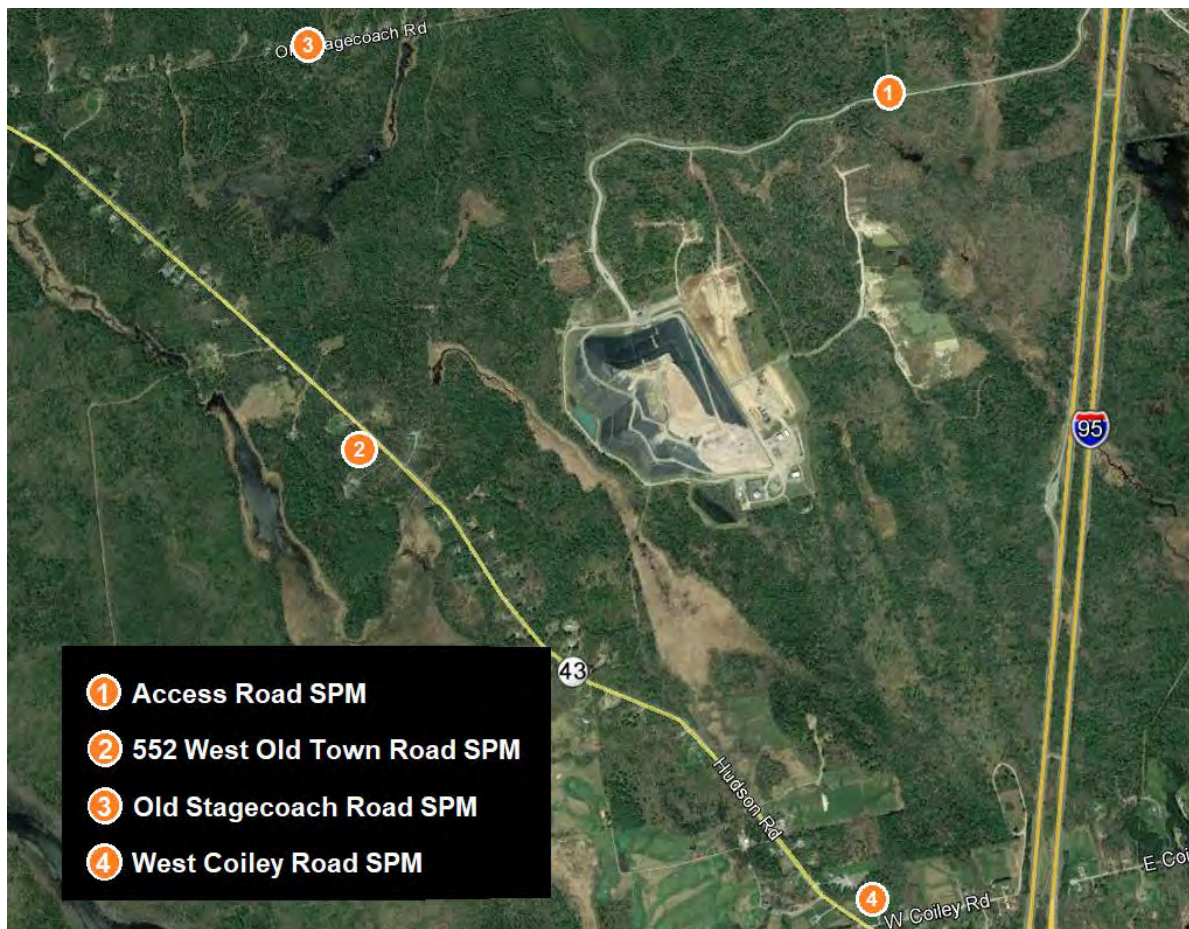 3
Old Stagecoach Rd
1
2
95
43
Hudson Rd
1 Access Road SPM
2 552 West Old Town Road SPM
3 Old Stagecoach Road SPM
4 West Coiley Road SPM
4
W Coiley Rd
E Coi